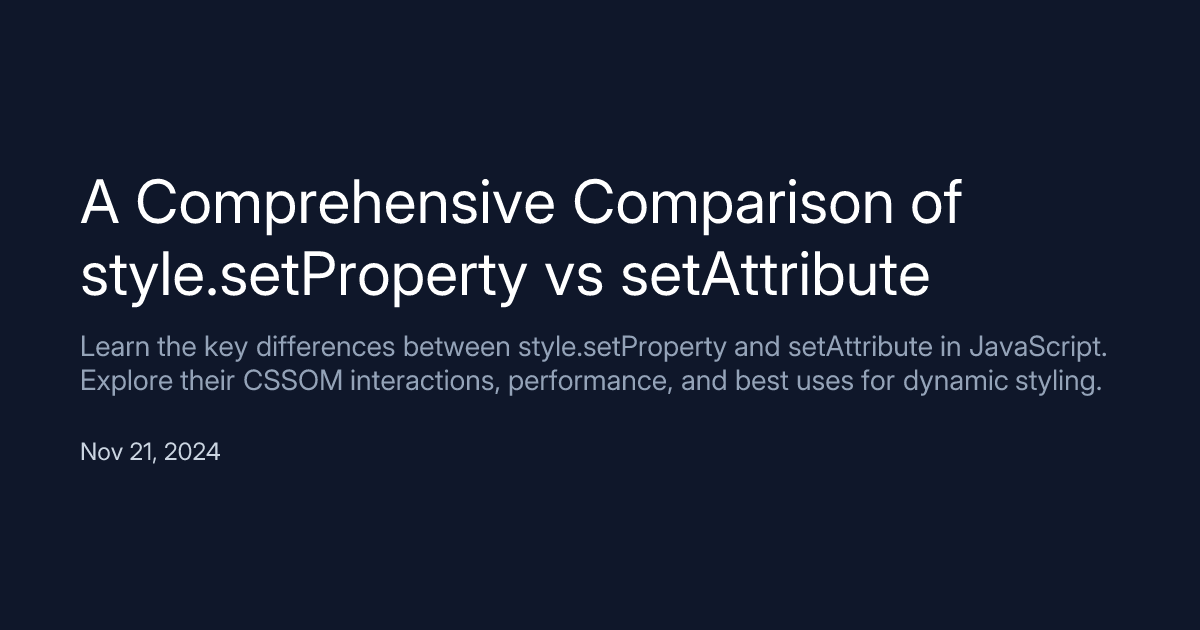 A Comprehensive Comparison of
style.setProperty vs setAttribute
Learn the key differences between style.setProperty and setAttribute in JavaScript.
Explore their CSSOM interactions, performance, and best uses for dynamic styling.
Nov 21, 2024